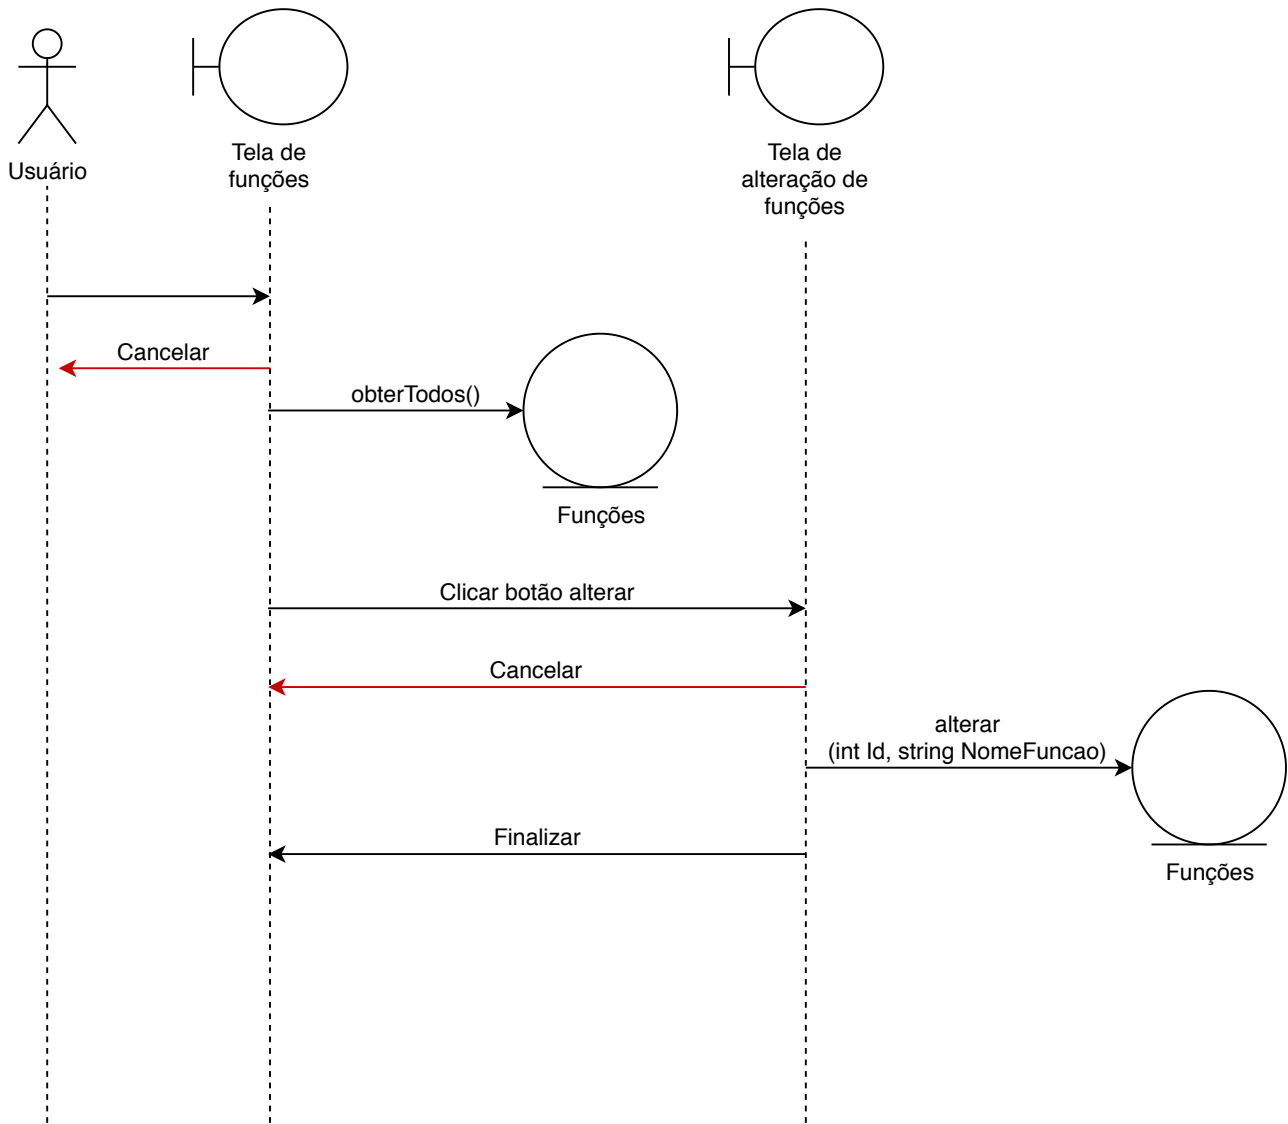 Usuário
Tela de
funções
Tela de
alteração de
funções
Cancelar
obterTodos()
Funções
Clicar botão alterar
Cancelar
alterar
(int Id, string NomeFuncao)
Finalizar
Funções